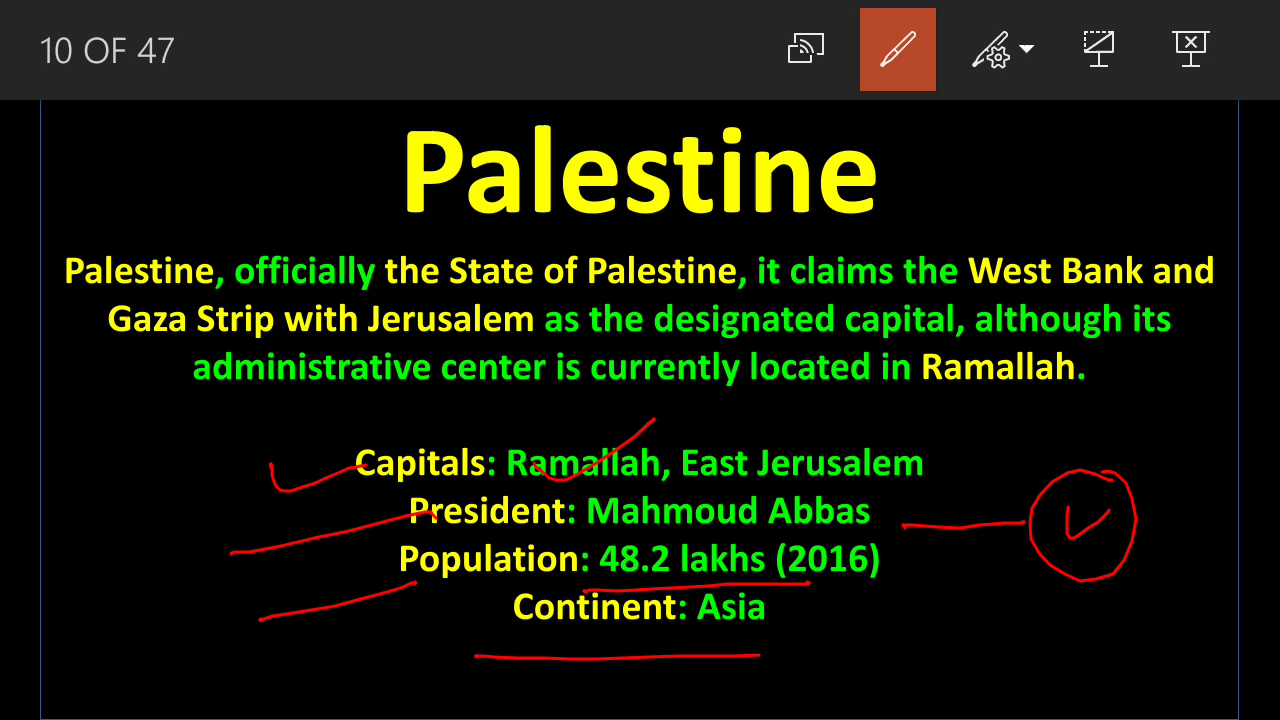 10 OF 47
Palestine
Palestine, officially the State of Palestine, it claims the West Bank and
Gaza Strip with Jerusalem as the designated capital, although its
administrative center is currently located in Ramallah.
Capitals: Ramallah, East Jerusalem
President: Mahmoud Abbas
Population: 48.2 lakhs (2016)
Continent: Asia